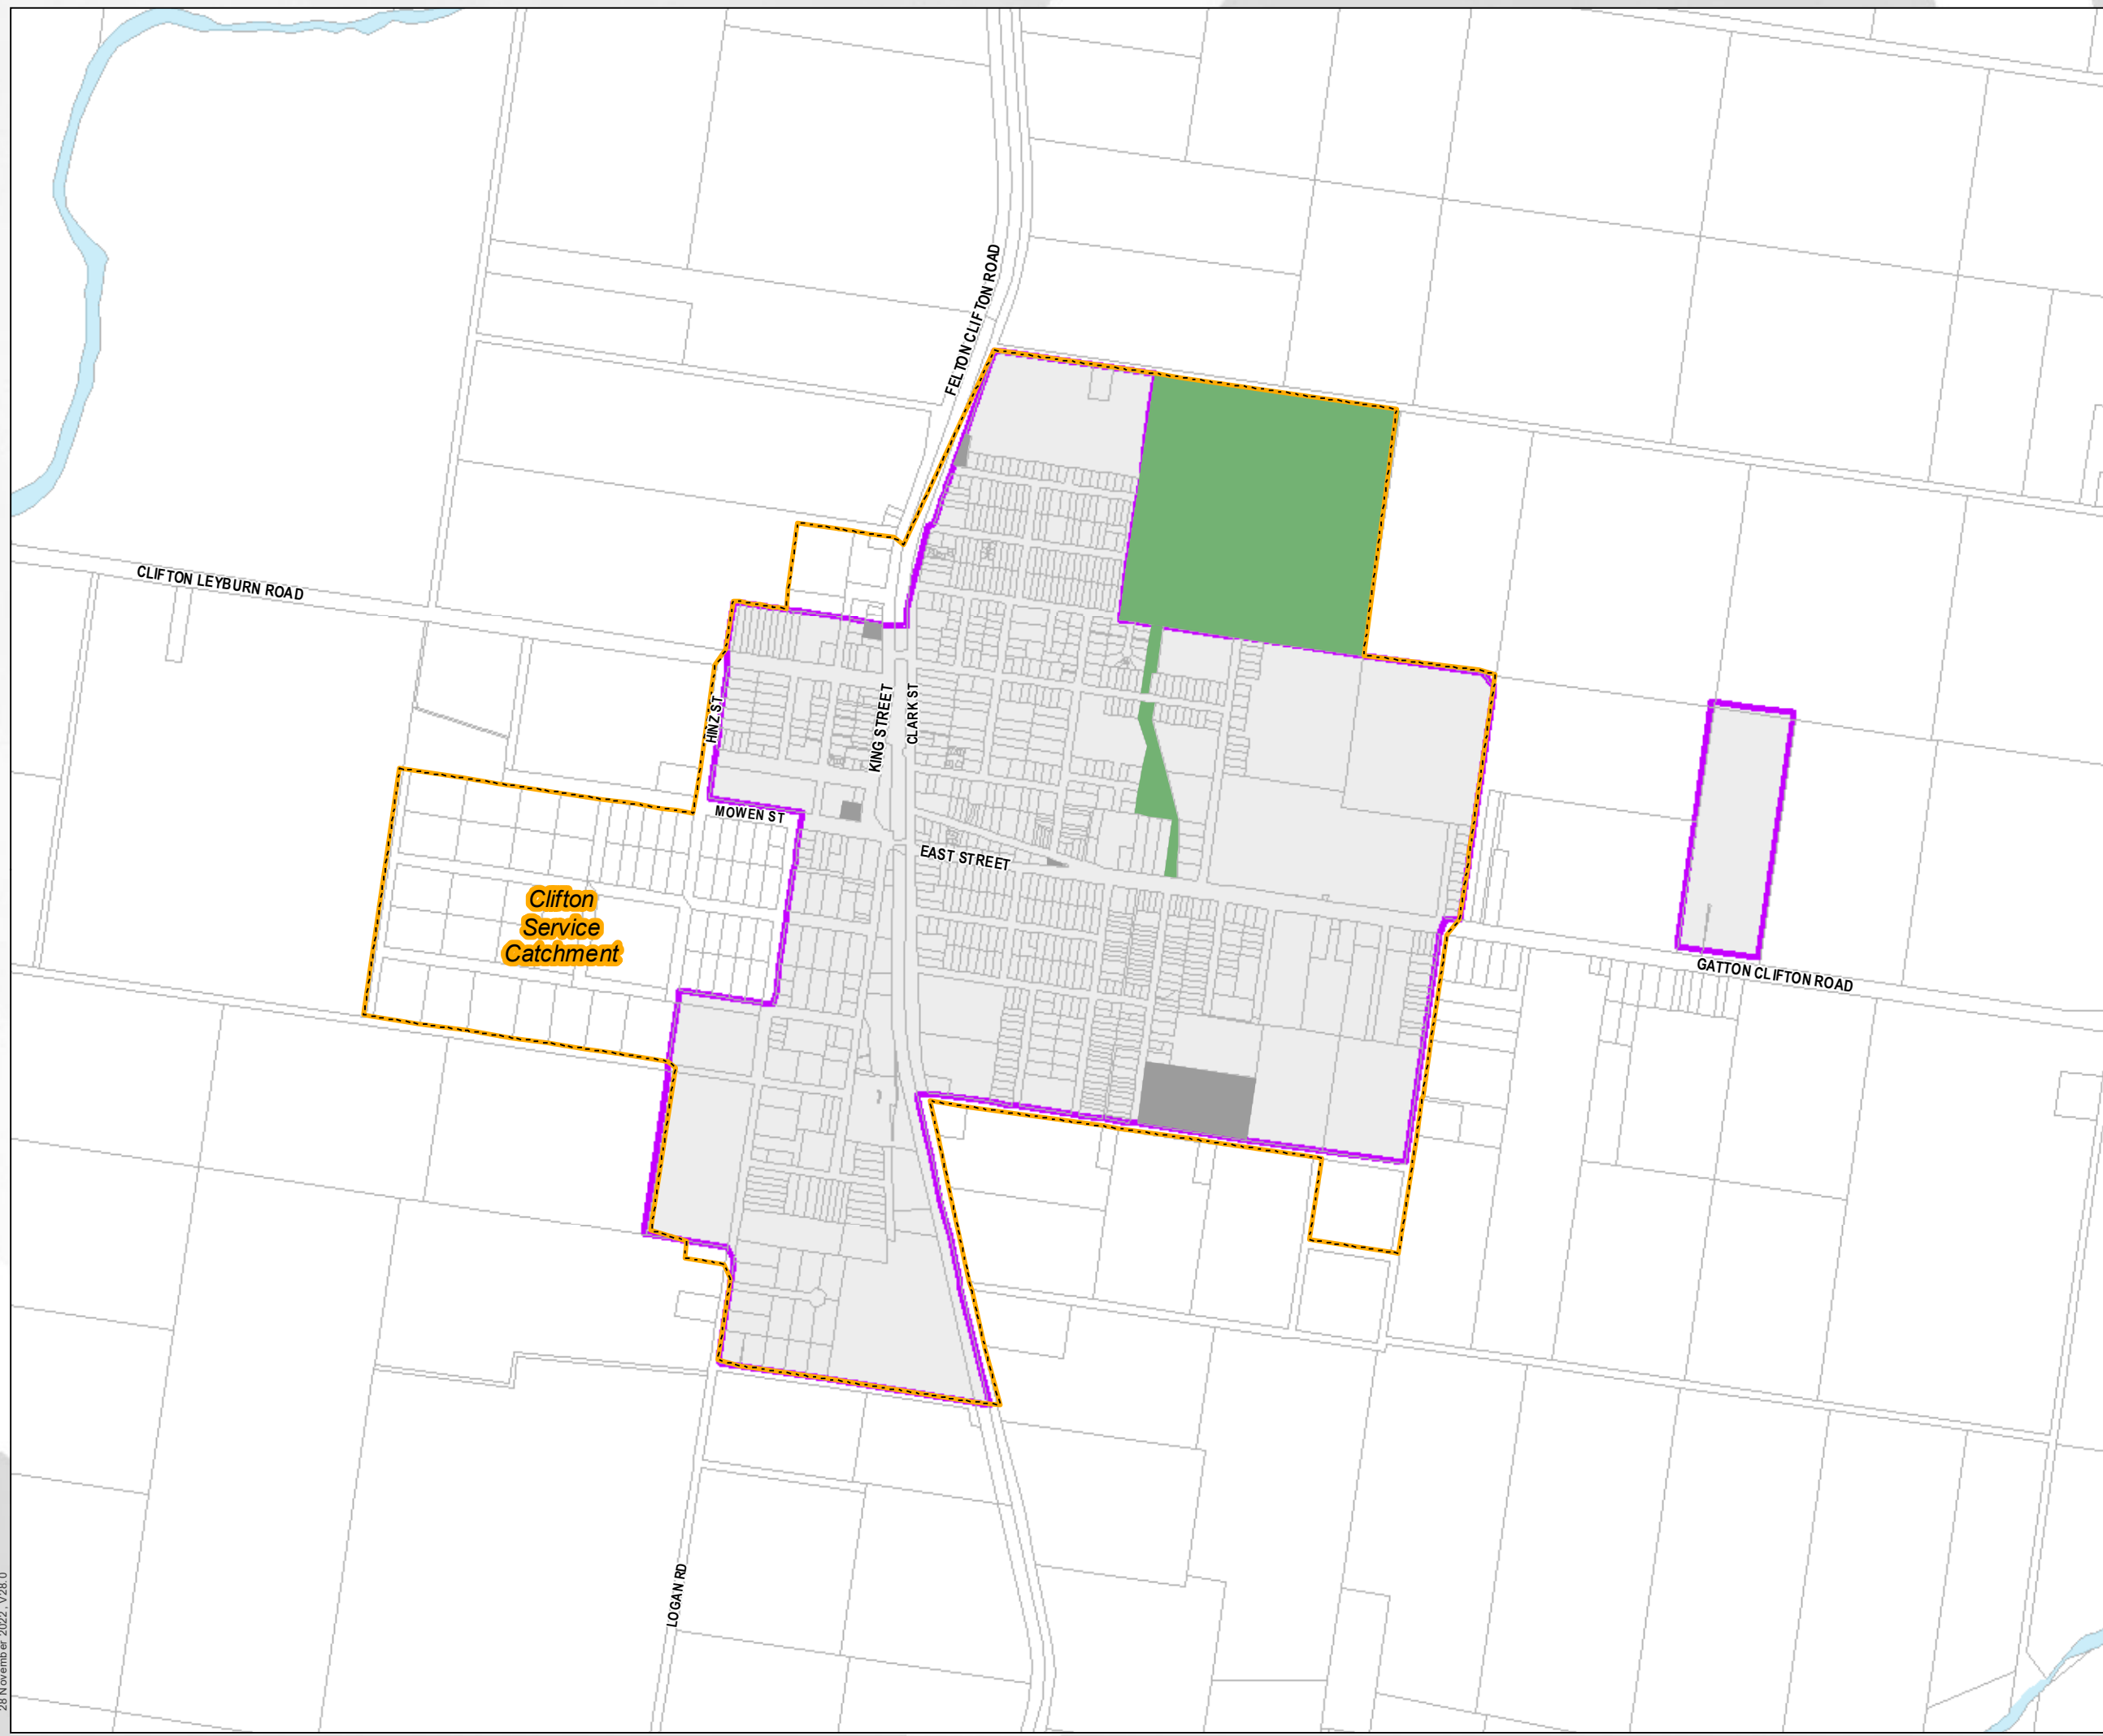 FELTON CLIFTON ROAD
CLIFTON LEYBURN ROAD
HINZ ST
KING STREET
CLARK ST
MOWEN ST
EAST STREET
Clifton
Service
Catchment
GATTON CLIFTON ROAD
LOGAN RD
28 November 2022, V28.0